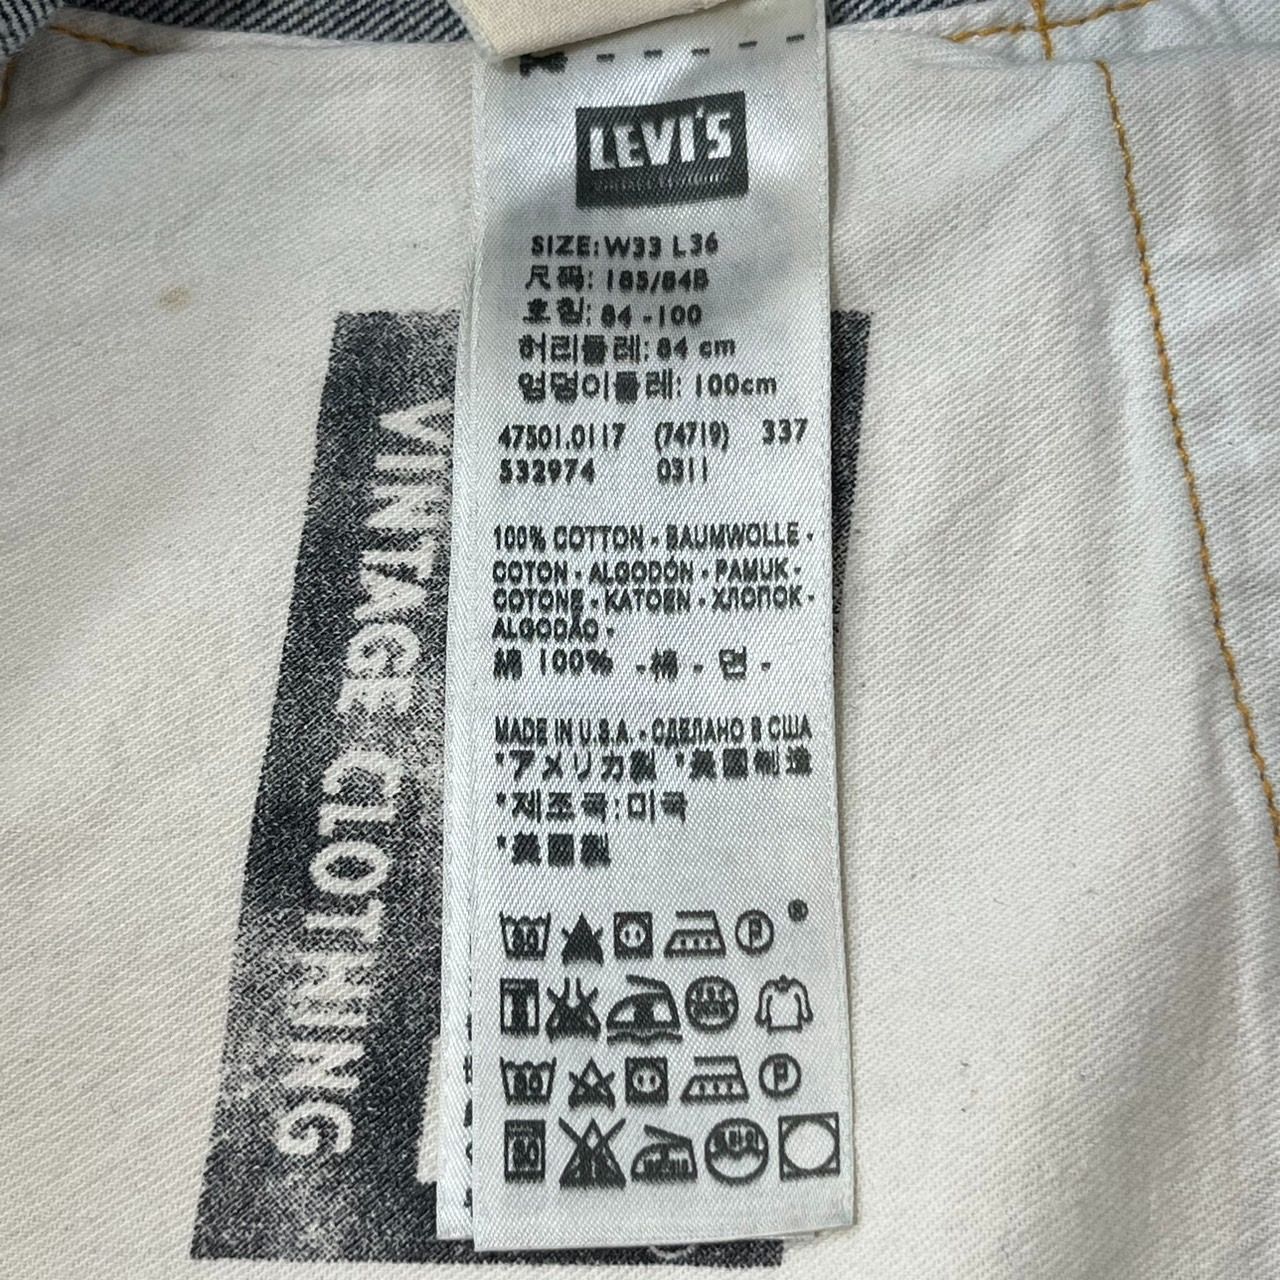 LEVI'S
SIZE: W33 L36
尺码: 185/84B
호칭: 84 -100
허리둘레: 84 cm
엉덩이둘레: 100cm
47501.0117 (74719) 337
532974 0311
100% COTTON - BAUMWOLLE -
COTON - ALGODÓN - PAMUK -
COTONE - KATOEN - ХЛОПОК -
ALGODÃO -
綿 100% - 棉 - 면 -
MADE IN U.S.A. - СДЕЛАНО В США
*アメリカ製 *美國制造
*제조국:미국
*美國製
VINTAGE CLOTHING